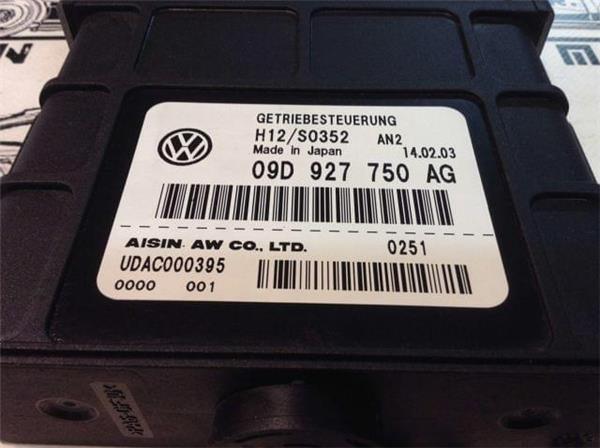 GETRIEBESTEUERUNG
H12/S0352 AN2
Made in Japan 14.02.03
09D 927 750 AG
AISIN AW CO., LTD. 0251
UDAC000395
0000 001